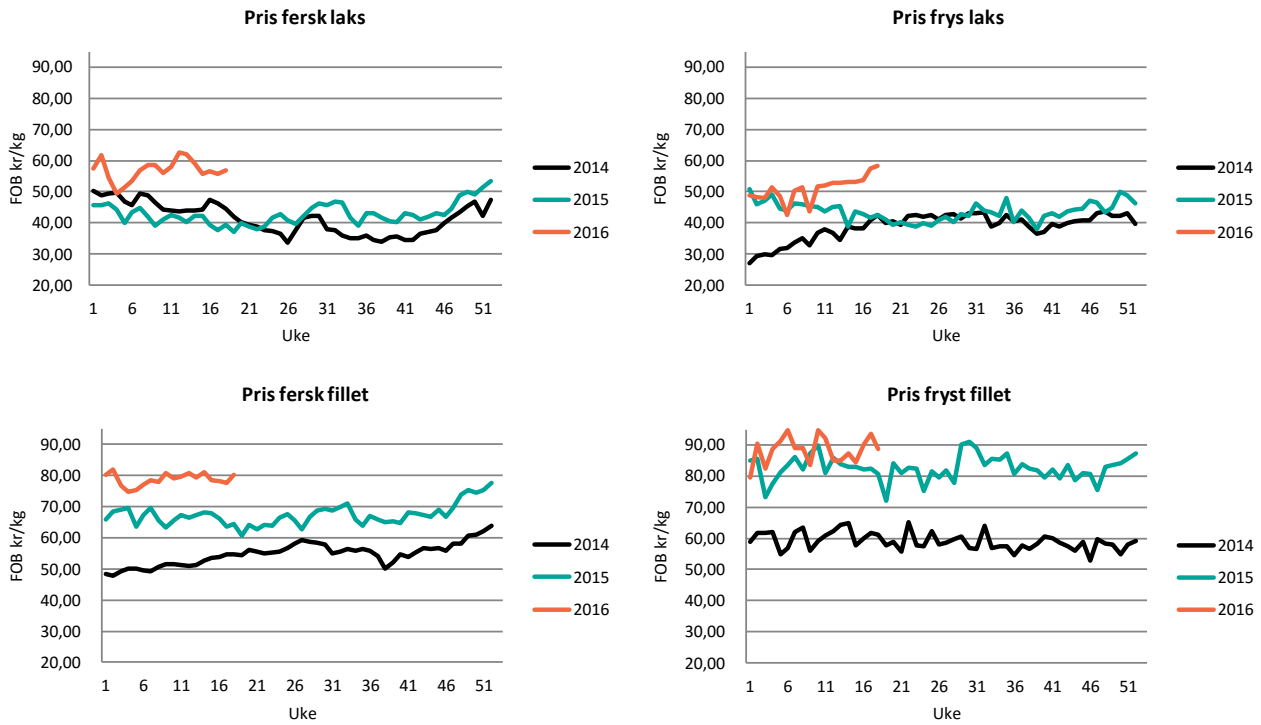 Pris fersk laks
90,00
80,00
70,00
60,00
50,00
40,00
30,00
20,00
FOB kr/kg
1 6 11 16 21 26 31 36 41 46 51
Uke
2014
2015
2016
Pris frys laks
90,00
80,00
70,00
60,00
50,00
40,00
30,00
20,00
FOB kr/kg
1 6 11 16 21 26 31 36 41 46 51
Uke
2014
2015
2016
Pris fersk fillet
90,00
80,00
70,00
60,00
50,00
40,00
30,00
20,00
FOB kr/kg
1 6 11 16 21 26 31 36 41 46 51
Uke
2014
2015
2016
Pris fryst fillet
90,00
80,00
70,00
60,00
50,00
40,00
30,00
20,00
FOB kr/kg
1 6 11 16 21 26 31 36 41 46 51
Uke
2014
2015
2016